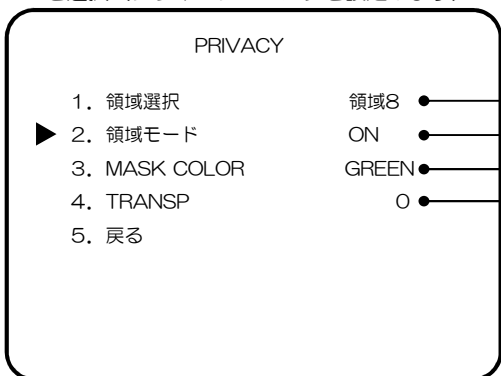 PRIVACY
1. 領域選択 領域8
▶ 2. 領域モード ON
3. MASK COLOR GREEN
4. TRANSP 0
5. 戻る